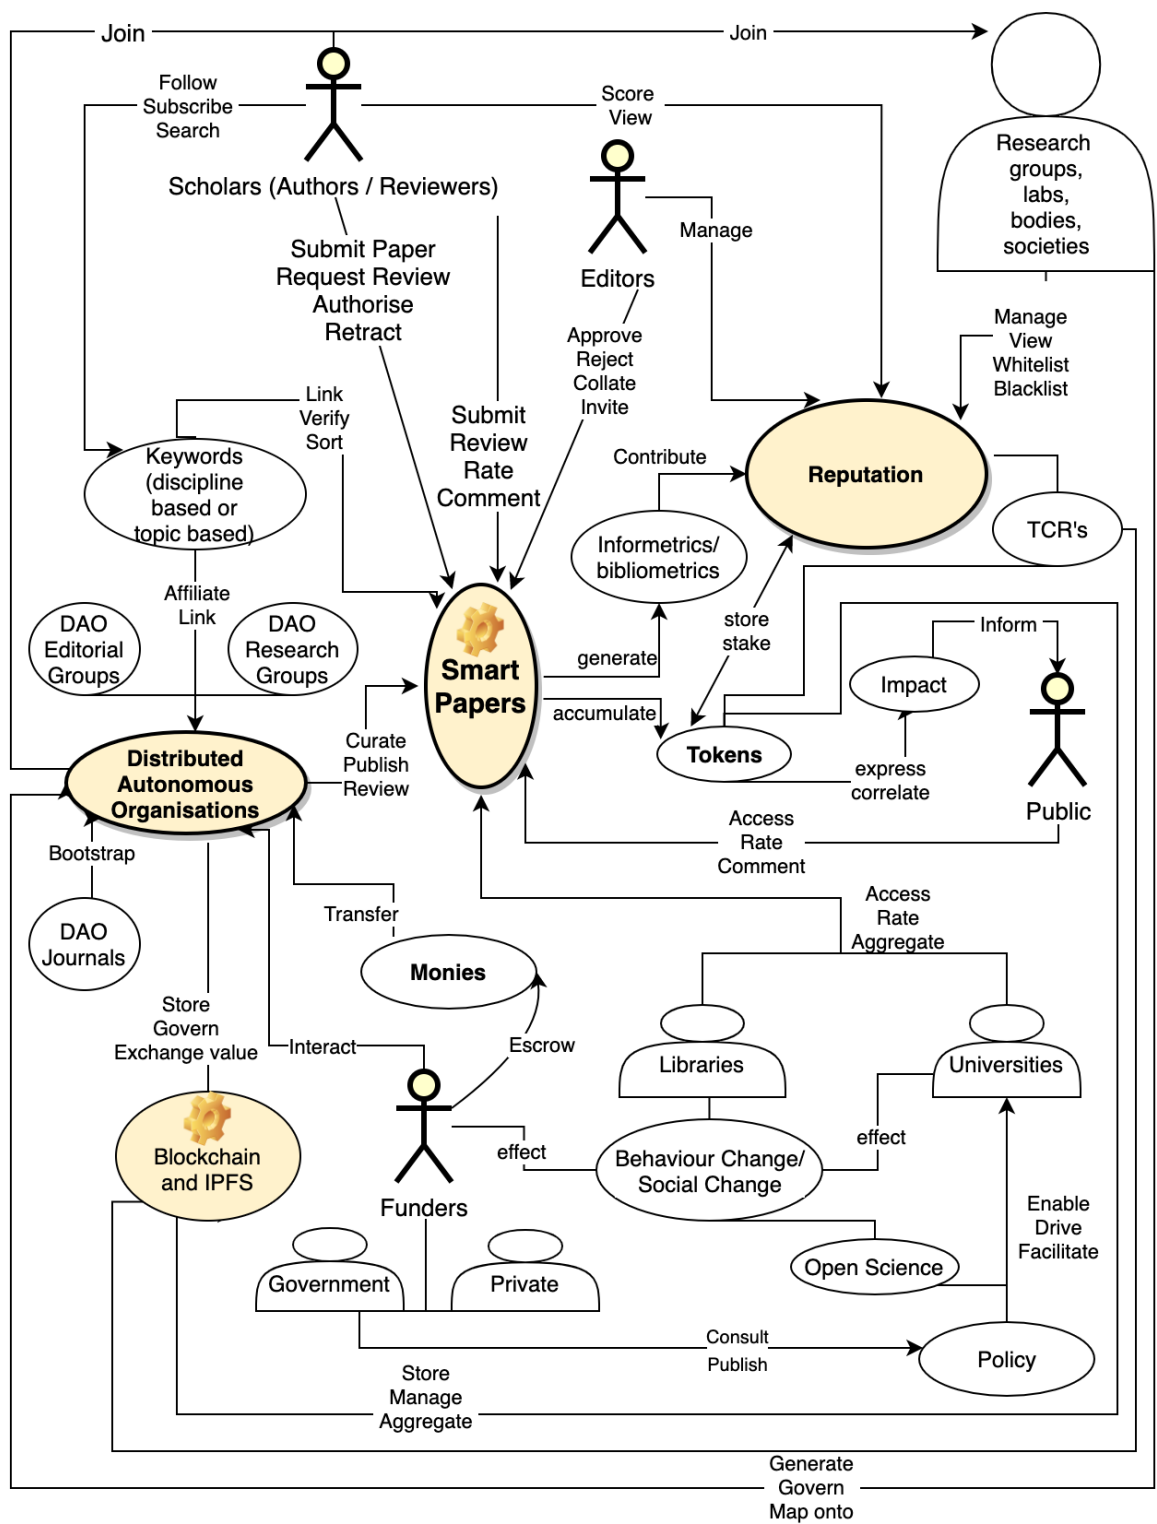 Join
Join
Follow
Subscribe
Search
Score
View
Scholars (Authors / Reviewers)
Research
groups,
labs,
bodies,
societies
Manage
Submit Paper
Request Review
Authorise
Retract
Editors
Approve
Reject
Collate
Invite
Manage
View
Whitelist
Blacklist
Link
Verify
Sort
Submit
Review
Rate
Comment
Keywords
(discipline
based or
topic based)
Contribute
Reputation
TCR's
Informetrics/
bibliometrics
Affiliate
Link
DAO
Editorial
Groups
DAO
Research
Groups
store
stake
Inform
Smart
Papers
generate
accumulate
Impact
Tokens
Distributed
Autonomous
Organisations
Curate
Publish
Review
express
correlate
Public
Access
Rate
Comment
Bootstrap
DAO
Journals
Transfer
Monies
Access
Rate
Aggregate
Store
Govern
Exchange value
Interact
Escrow
Libraries
Universities
effect
effect
Behaviour Change/
Social Change
Blockchain
and IPFS
Funders
Enable
Drive
Facilitate
Government
Private
Open Science
Consult
Publish
Policy
Store
Manage
Aggregate
Generate
Govern
Map onto